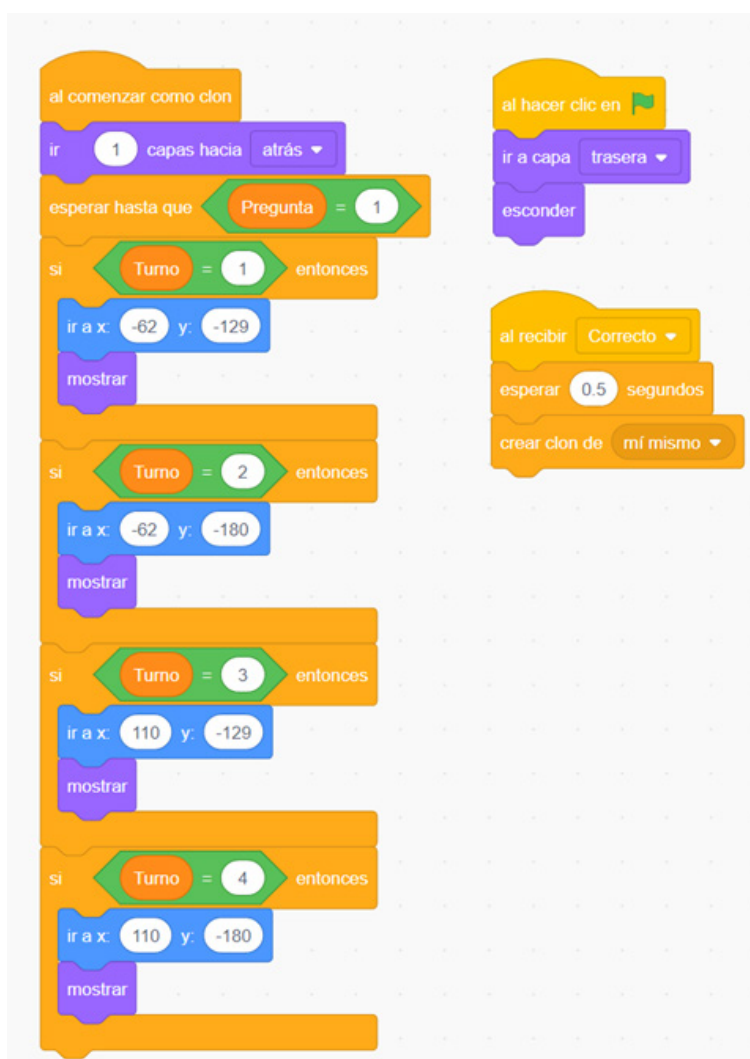 al comenzar como clon
ir 1 capas hacia atrás
esperar hasta que Pregunta = 1
si Turno = 1 entonces
ir a x: -62 y: -129
mostrar
si Turno = 2 entonces
ir a x: -62 y: -180
mostrar
si Turno = 3 entonces
ir a x: 110 y: -129
mostrar
si Turno = 4 entonces
ir a x: 110 y: -180
mostrar
al hacer clic en
ir a capa trasera
esconder
al recibir Correcto
esperar 0.5 segundos
crear clon de mí mismo